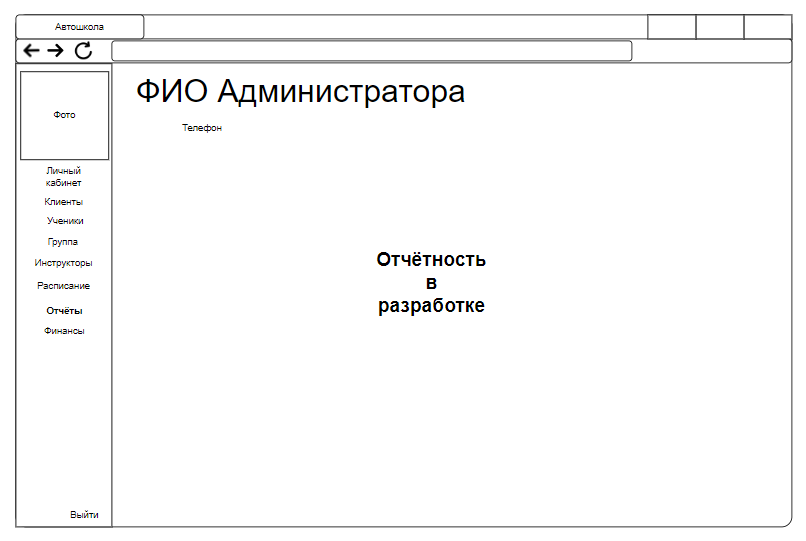 Автошкола
Фото
ФИО Администратора
Телефон
Личный
кабинет
Клиенты
Ученики
Группа
Инструкторы
Расписание
Отчёты
Финансы
Отчётность
в
разработке
Выйти